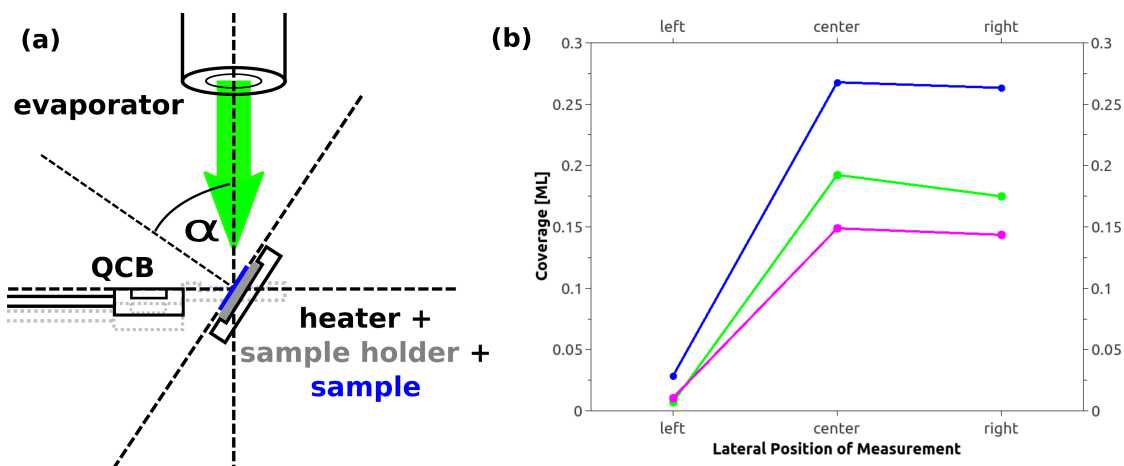 (a)
evaporator
α
QCB
heater +
sample holder +
sample
(b)
left center right
0.3 0.3
0.25 0.25
0.2 0.2
0.15 0.15
0.1 0.1
0.05 0.05
0 0
Coverage [ML]
left center right
Lateral Position of Measurement